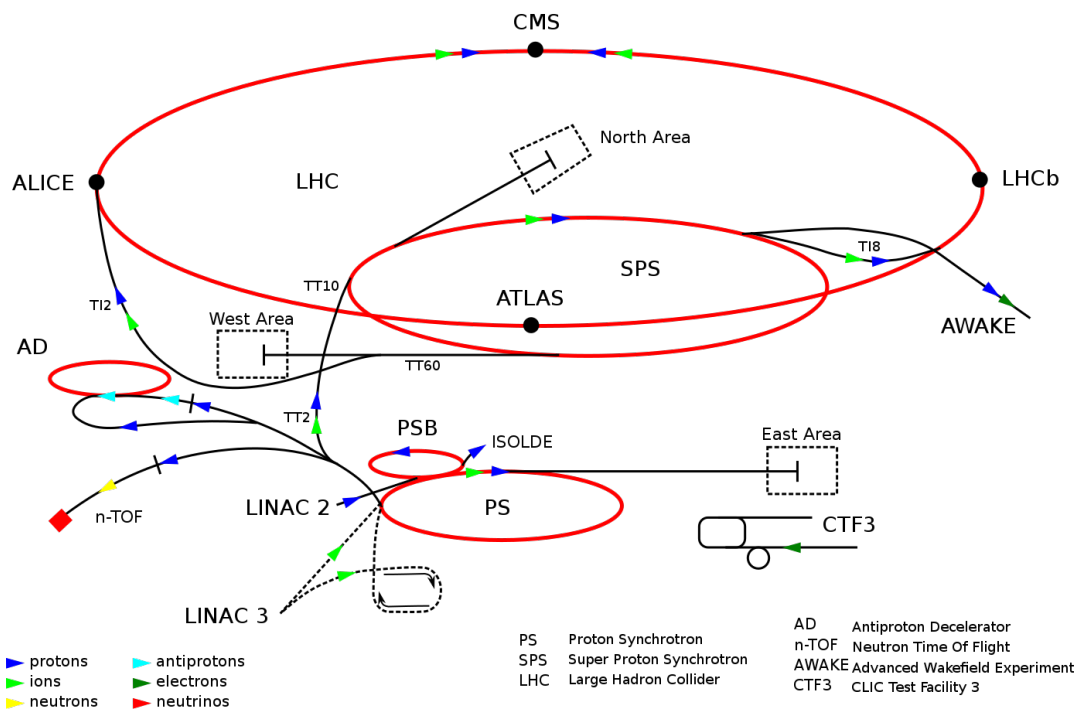 CMS
North Area
ALICE
LHC
LHCb
SPS
TI8
TT10
ATLAS
TI2
West Area
AWAKE
AD
TT60
TT2
PSB
ISOLDE
East Area
LINAC 2
PS
n-TOF
CTF3
LINAC 3
protons
ions
neutrons
antiprotons
electrons
neutrinos
PS Proton Synchrotron
SPS Super Proton Synchrotron
LHC Large Hadron Collider
AD Antiproton Decelerator
n-TOF Neutron Time Of Flight
AWAKE Advanced Wakefield Experiment
CTF3 CLIC Test Facility 3